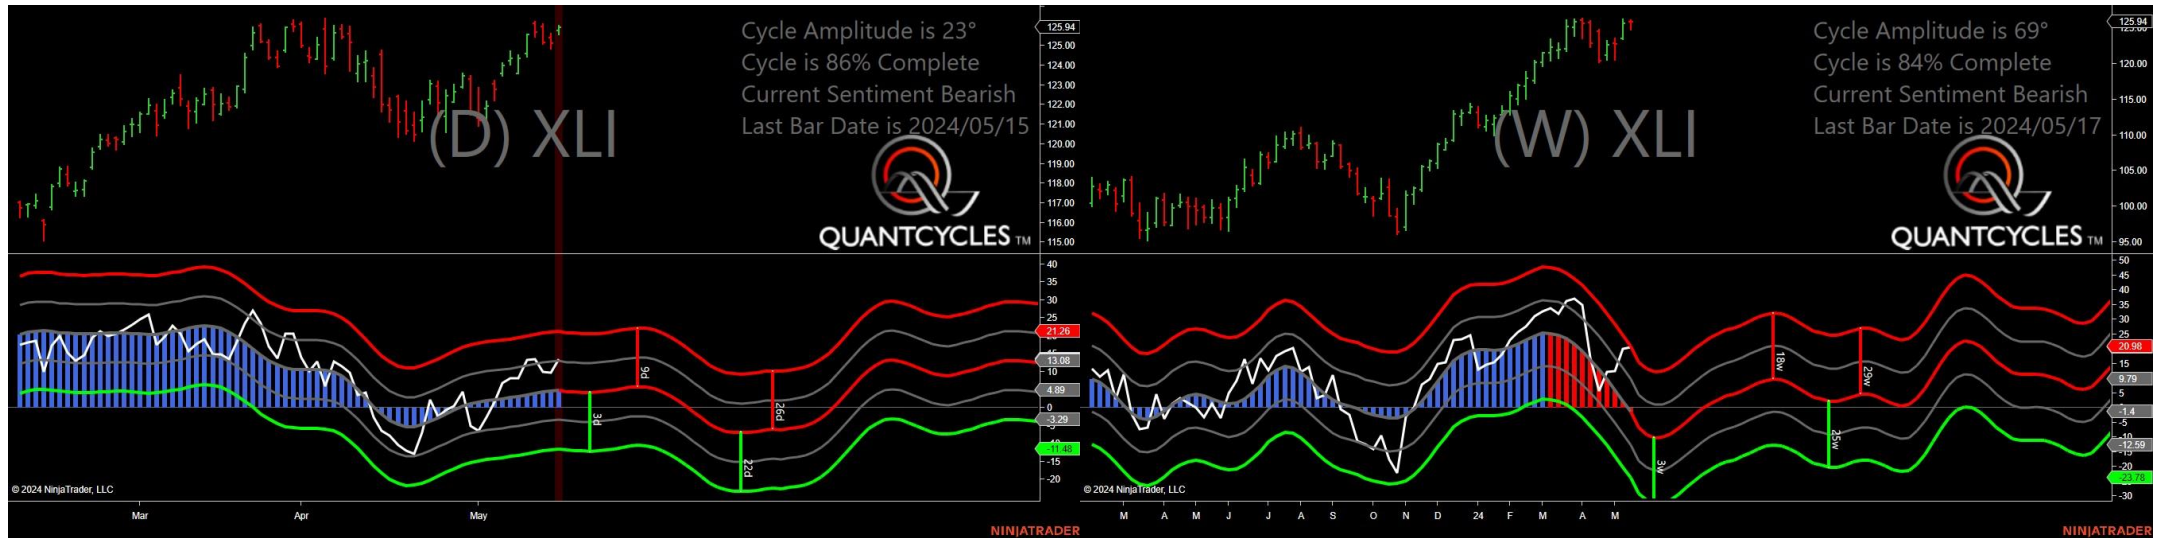 Cycle Amplitude is 23°
Cycle is 86% Complete
Current Sentiment Bearish
Last Bar Date is 2024/05/15
(D) XLI
QUANTCYCLES TM
125.94
125.00
124.00
123.00
122.00
121.00
120.00
119.00
118.00
117.00
116.00
115.00
40
35
30
25
21.26
13.08
10
4.89
0
-3.29
-11.48
-15
-20
9d
3d
26d
22d
© 2024 NinjaTrader, LLC
Mar
Apr
May
NINJATRADER
Cycle Amplitude is 69°
Cycle is 84% Complete
Current Sentiment Bearish
Last Bar Date is 2024/05/17
(W) XLI
QUANTCYCLES TM
125.94
120.00
115.00
110.00
105.00
100.00
95.00
50
45
40
35
30
25
20.98
15
9.79
5
-1.4
-5
-12.59
-20
-23.78
-30
18w
29w
3w
25w
© 2024 NinjaTrader, LLC
M A M J J A S O N D 24 F M A M
NINJATRADER